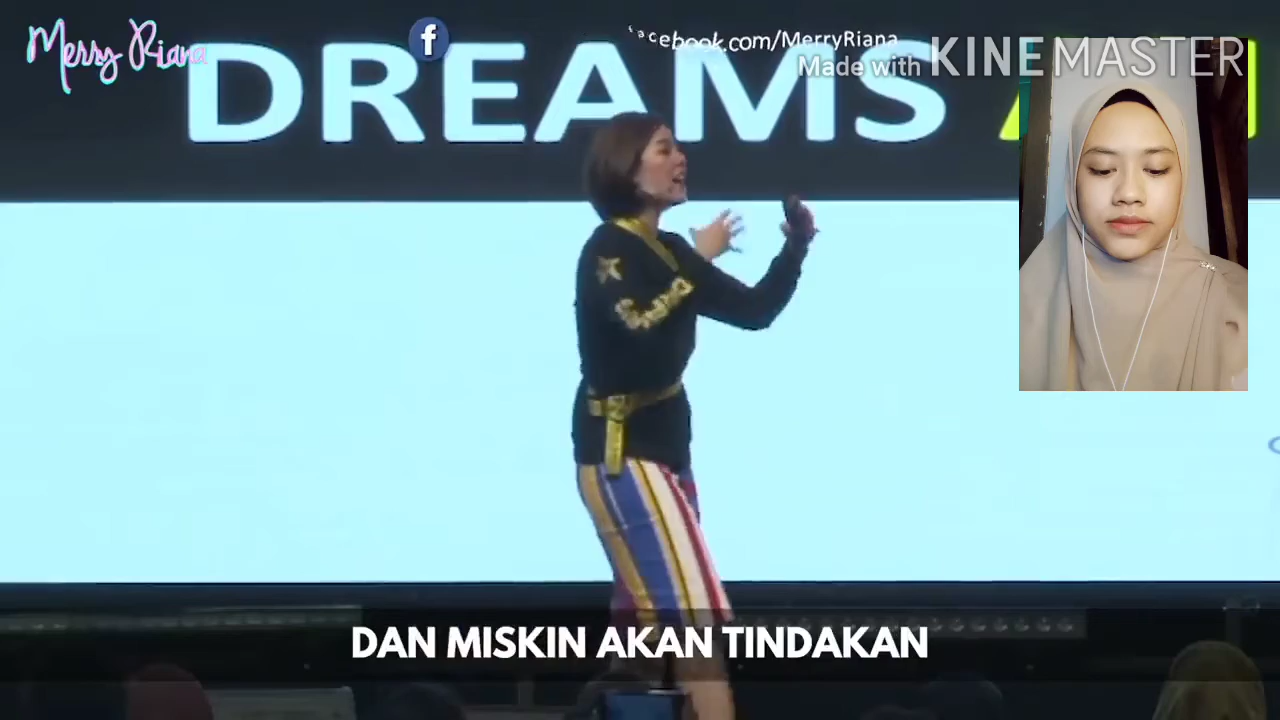 Merry Riana
f
facebook.com/MerryRiana
Made with KINEMASTER
DREAMS
DAN MISKIN AKAN TINDAKAN